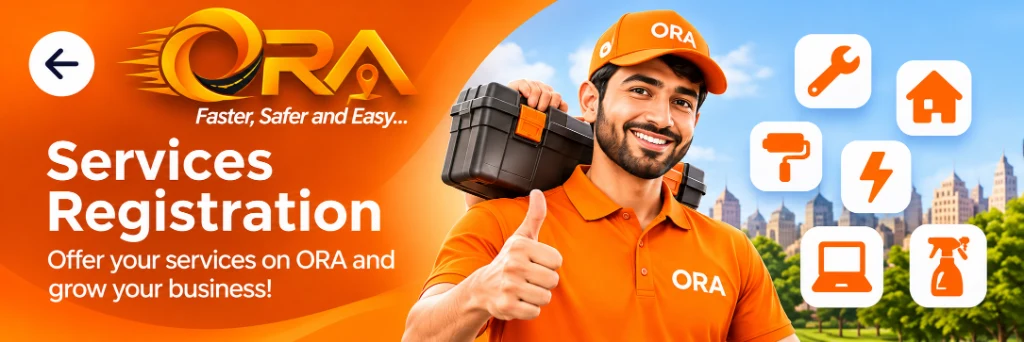 ORA
Faster, Safer and Easy...
Services
Registration
Offer your services on ORA and
grow your business!
ORA
ORA